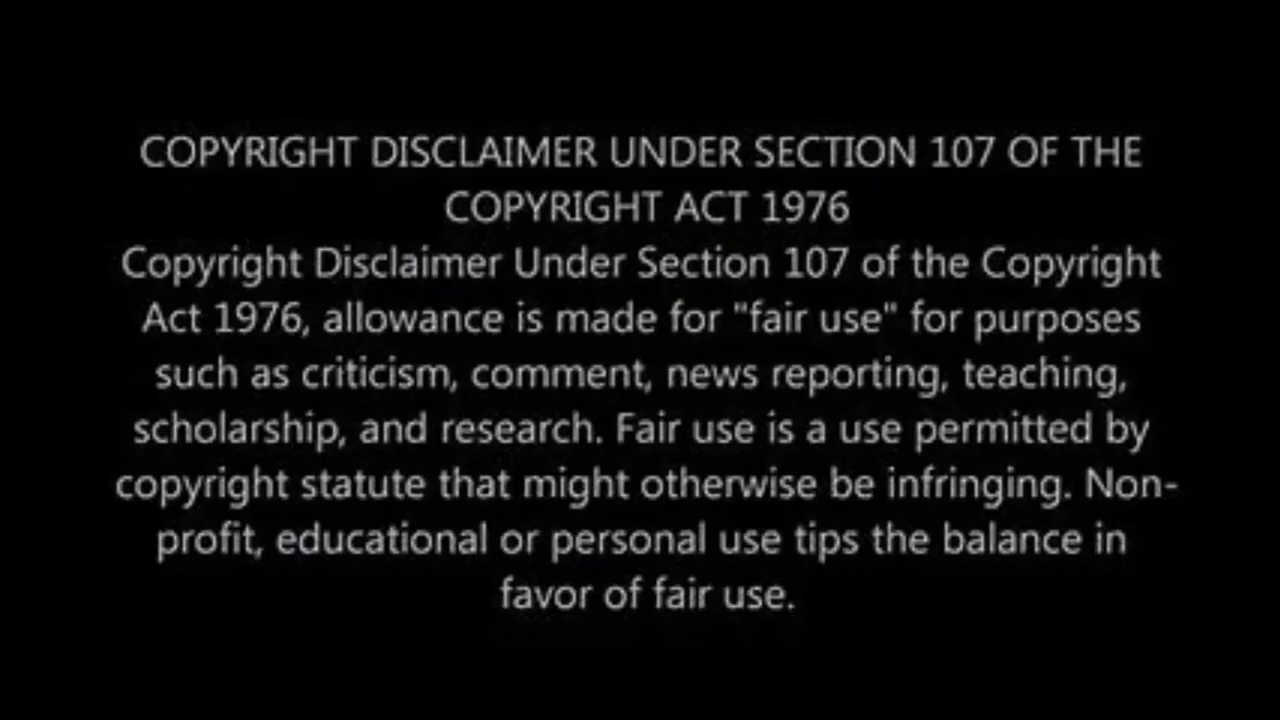 COPYRIGHT DISCLAIMER UNDER SECTION 107 OF THE
COPYRIGHT ACT 1976
Copyright Disclaimer Under Section 107 of the Copyright
Act 1976, allowance is made for "fair use" for purposes
such as criticism, comment, news reporting, teaching,
scholarship, and research. Fair use is a use permitted by
copyright statute that might otherwise be infringing. Non-
profit, educational or personal use tips the balance in
favor of fair use.